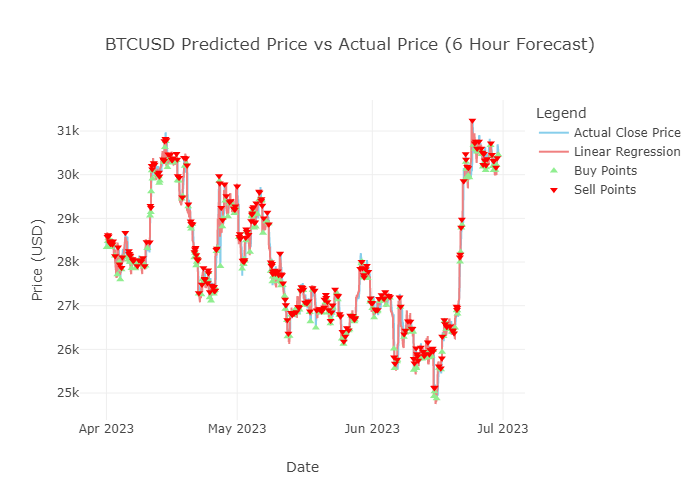 BTCUSD Predicted Price vs Actual Price (6 Hour Forecast)
Legend
Actual Close Price
Linear Regression
Buy Points
Sell Points
31k
30k
29k
28k
27k
26k
25k
Price (USD)
Apr 2023
May 2023
Jun 2023
Jul 2023
Date